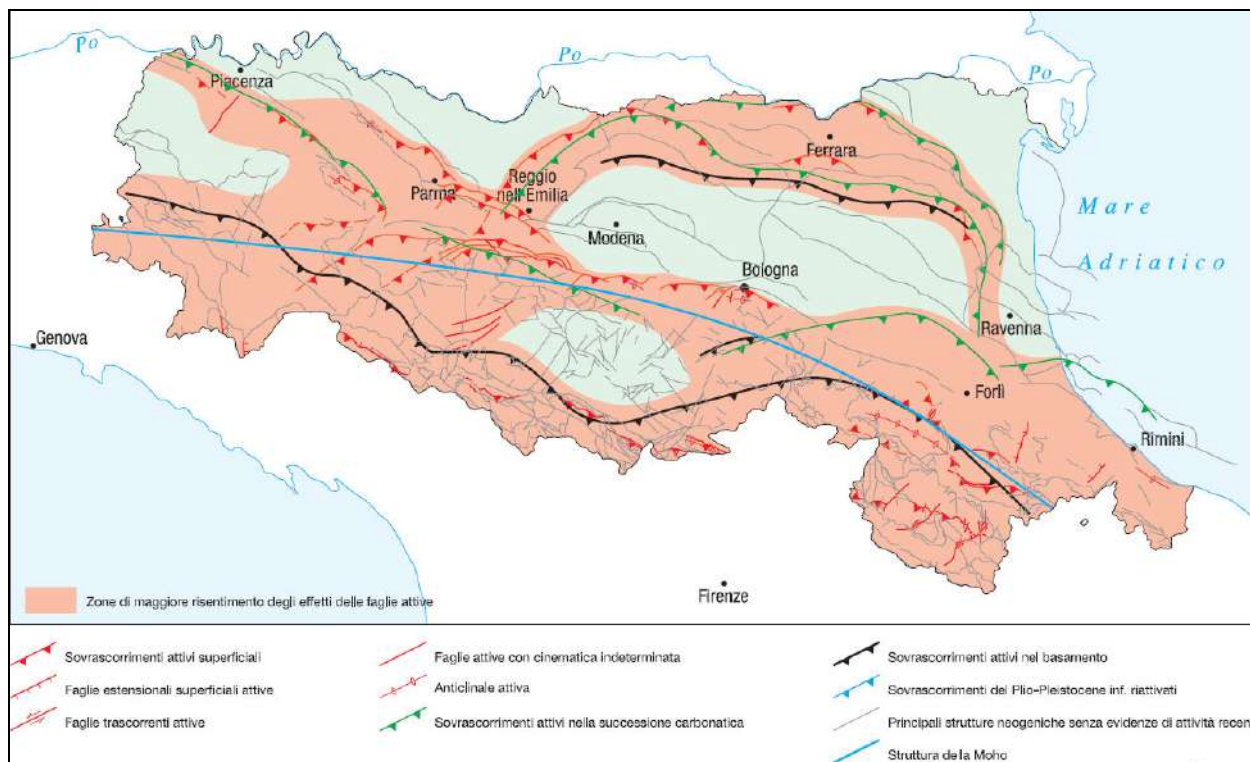 Po
Piacenza
Po
Po
Ferrara
Parma
Reggio
nell'Emilia
Modena
Mare
Adriatico
Bologna
Ravenna
Genova
Forlì
Rimini
Firenze
Zone di maggiore risentimento degli effetti delle faglie attive
Sovrascorrimenti attivi superficiali
Faglie estensionali superficiali attive
Faglie trascorrenti attive
Faglie attive con cinematica indeterminata
Anticlinale attiva
Sovrascorrimenti attivi nella successione carbonatica
Sovrascorrimenti attivi nel basamento
Sovrascorrimenti del Plio-Pleistocene inf. riattivati
Principali strutture neogeniche senza evidenze di attività recen
Struttura de la Moho